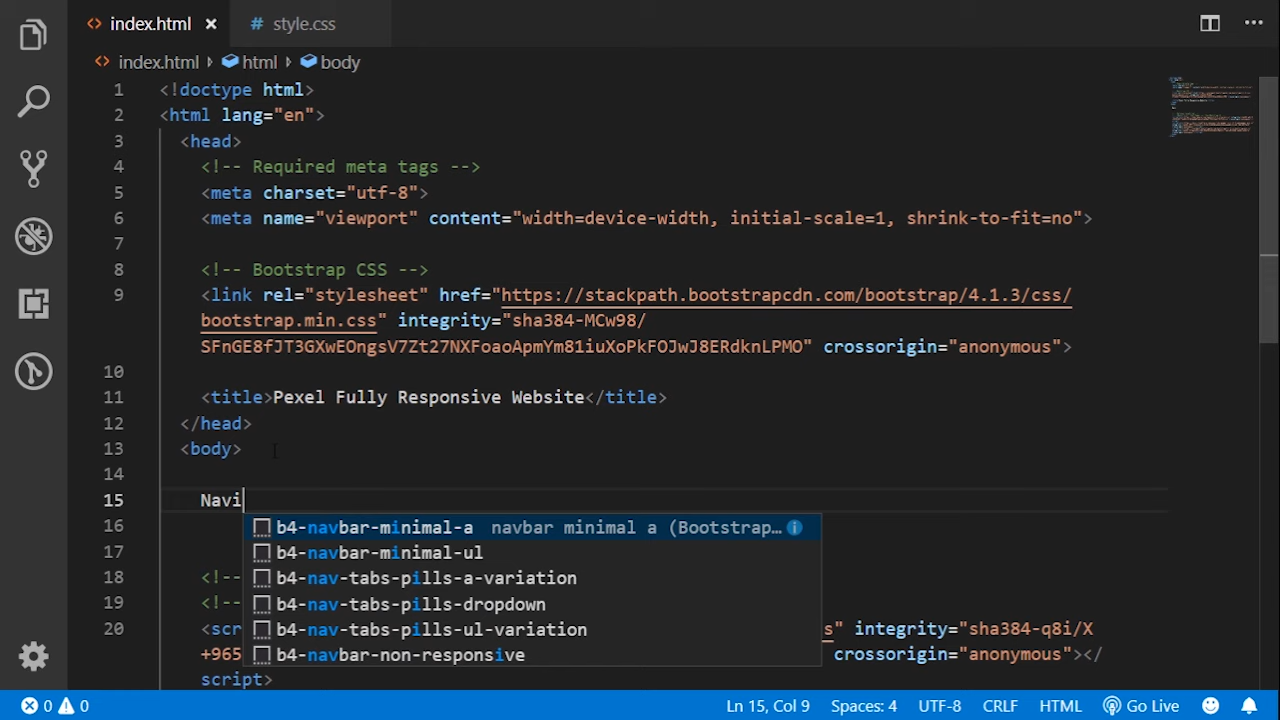 index.html × # style.css
index.html html body
1 <!doctype html>
2 <html lang="en">
3 <head>
4 <!-- Required meta tags -->
5 <meta charset="utf-8">
6 <meta name="viewport" content="width=device-width, initial-scale=1, shrink-to-fit=no">
7
8 <!-- Bootstrap CSS -->
9 <link rel="stylesheet" href="https://stackpath.bootstrapcdn.com/bootstrap/4.1.3/css/
bootstrap.min.css" integrity="sha384-MCw98/
SFnGE8fJT3GXwEOngsV7Zt27NXFoaoApmYm81iuXoPkFOJwJ8ERdknLPMO" crossorigin="anonymous">
10
11 <title>Pexel Fully Responsive Website</title>
12 </head>
13 <body>
14
15 Navi
16 b4-navbar-minimal-a navbar minimal a (Bootstrap…
17 b4-navbar-minimal-ul
18 <!-- b4-nav-tabs-pills-a-variation
19 <!-- b4-nav-tabs-pills-dropdown
20 <scr b4-nav-tabs-pills-ul-variation s" integrity="sha384-q8i/X
+965 b4-navbar-non-responsive crossorigin="anonymous"></
script>
0 0 Ln 15, Col 9 Spaces: 4 UTF-8 CRLF HTML Go Live